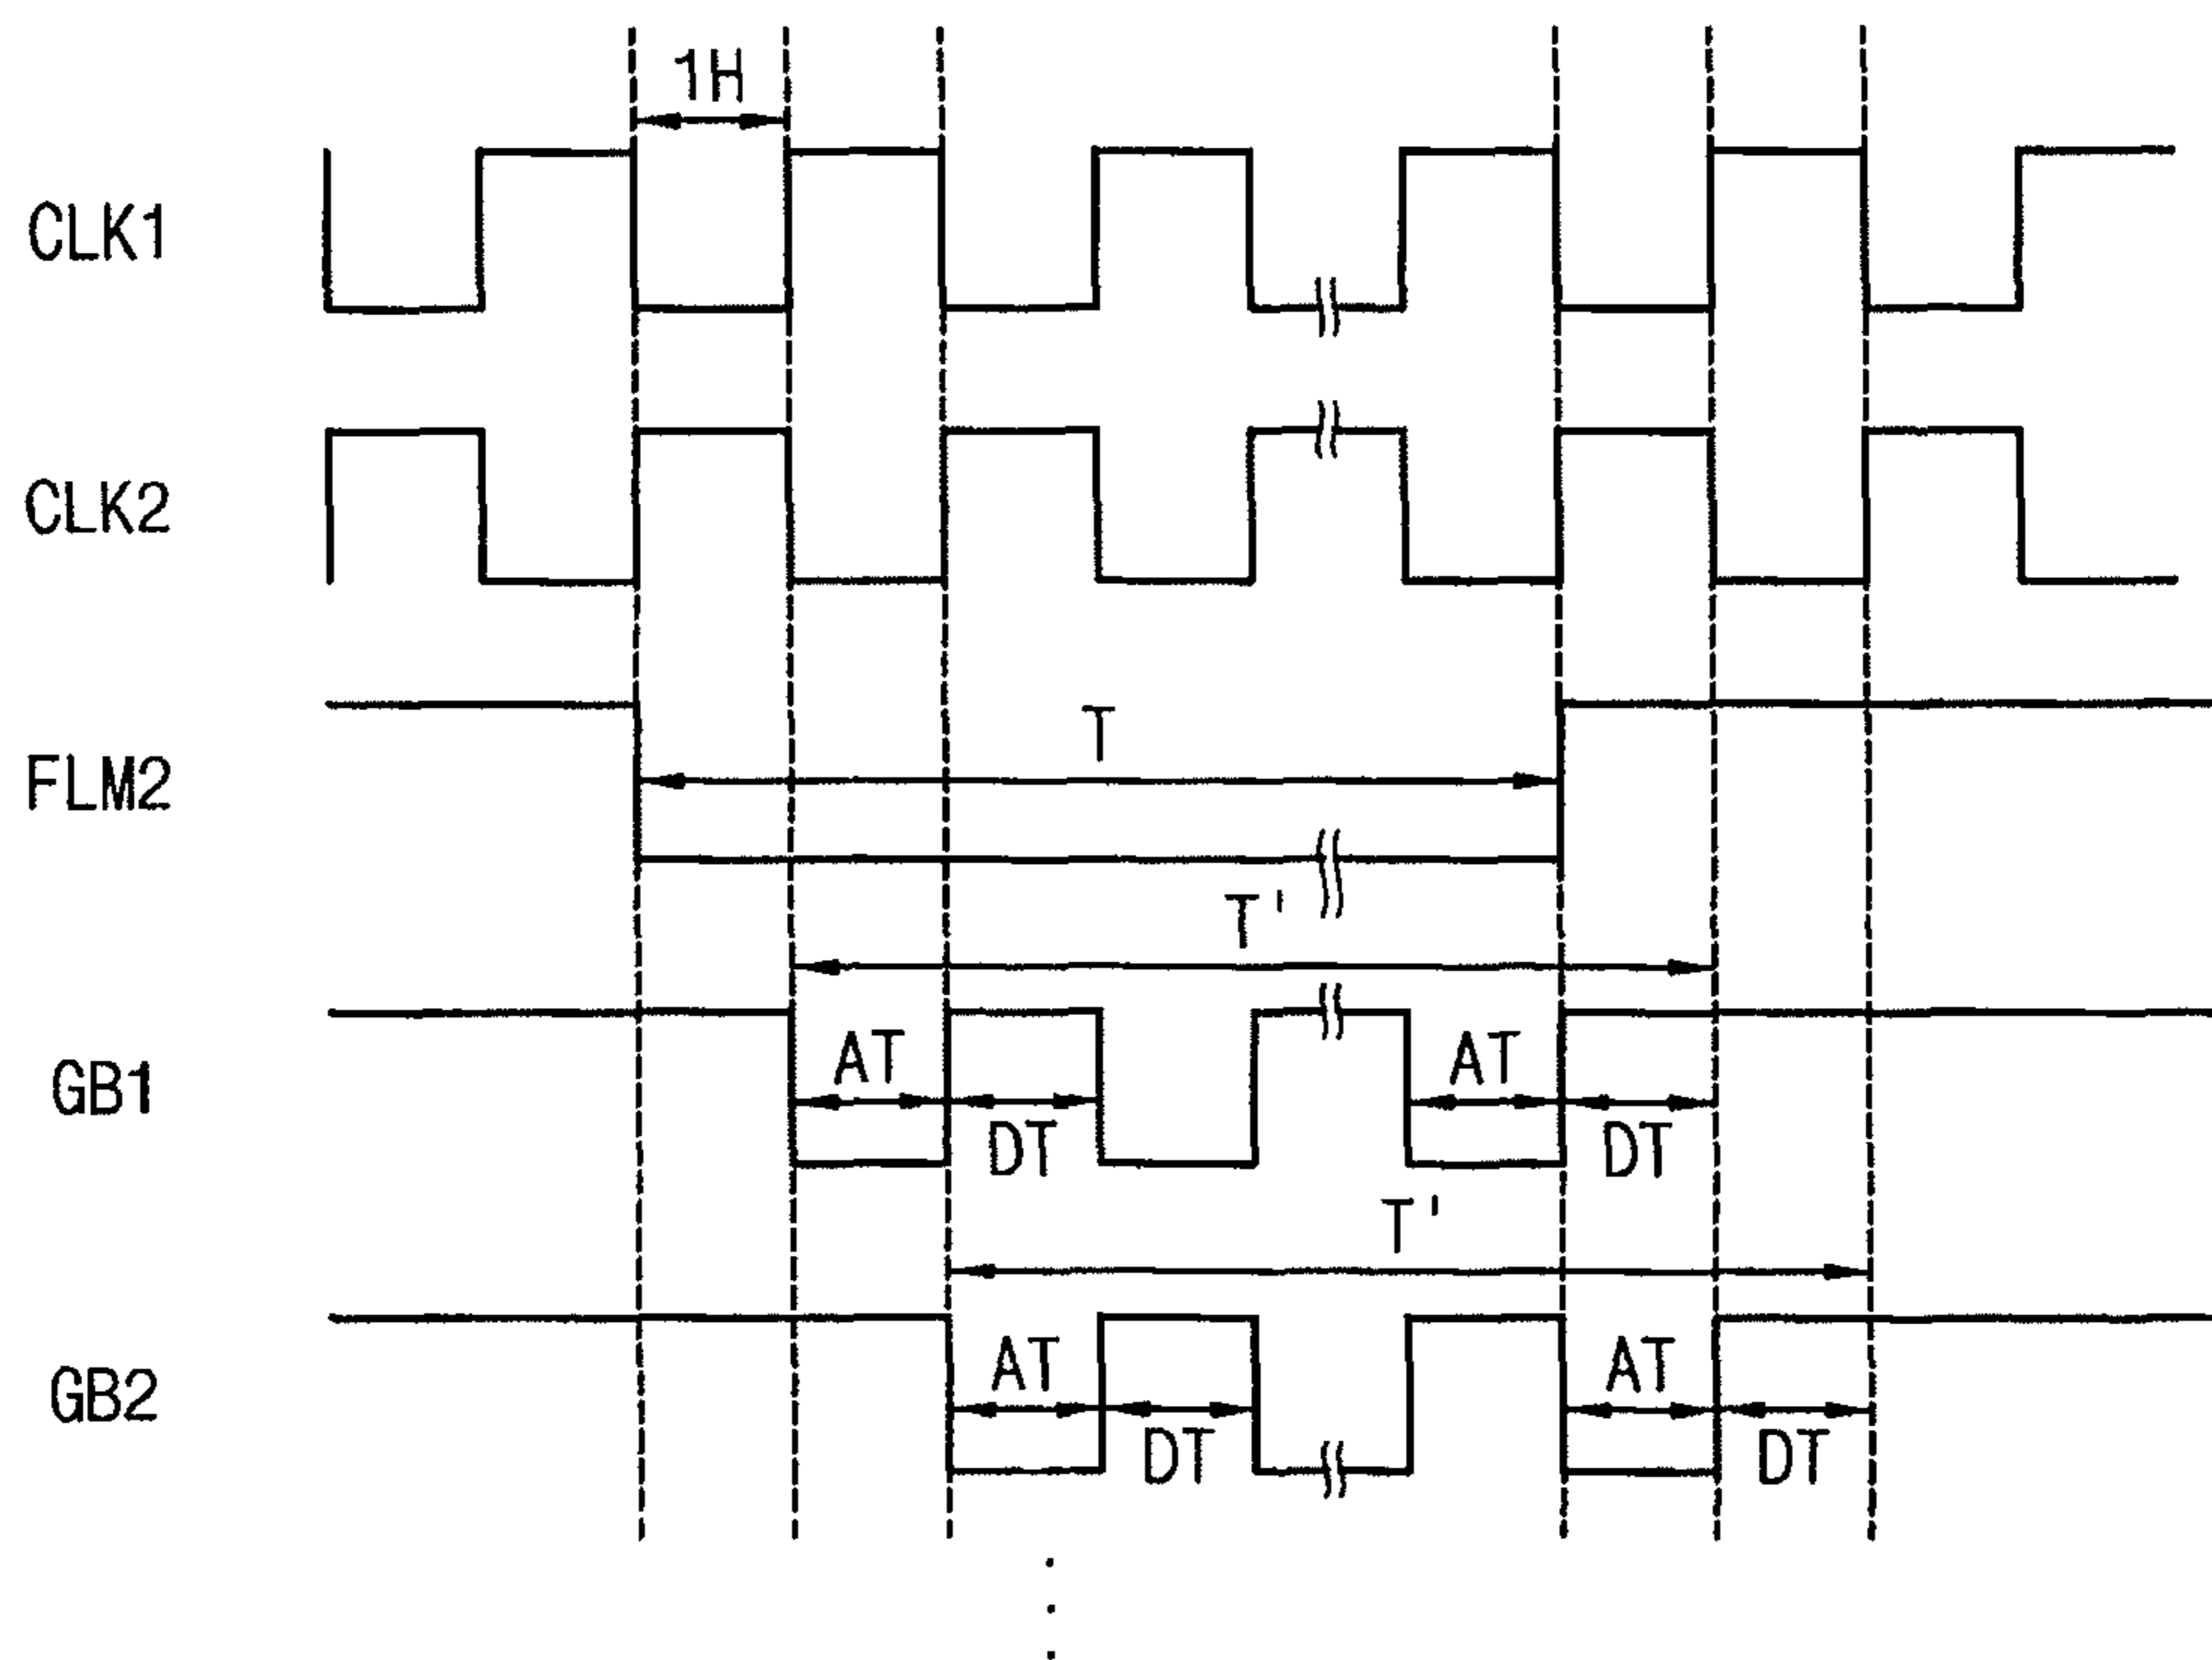 1H
CLK1
CLK2
T
FLM2
T'
AT AT
GB1
DT DT
T'
AT AT
GB2
DT DT